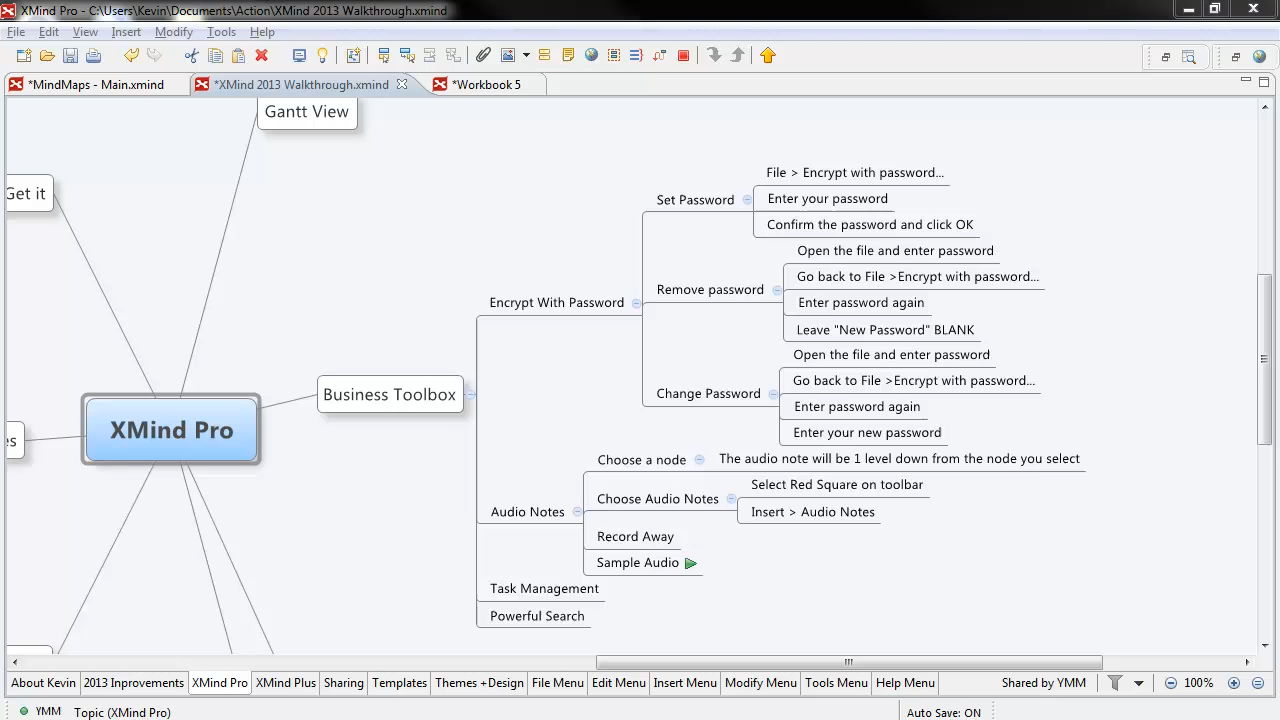 XMind Pro - C:\Users\Kevin\Documents\Action\XMind 2013 Walkthrough.xmind
File Edit View Insert Modify Tools Help
*MindMaps - Main.xmind *XMind 2013 Walkthrough.xmind *Workbook 5
Gantt View
File > Encrypt with password...
Get it
Set Password
Enter your password
Confirm the password and click OK
Open the file and enter password
Go back to File >Encrypt with password...
Remove password
Encrypt With Password
Enter password again
Leave "New Password" BLANK
Open the file and enter password
Go back to File >Encrypt with password...
Business Toolbox
Change Password
Enter password again
XMind Pro
Enter your new password
es
Choose a node
The audio note will be 1 level down from the node you select
Select Red Square on toolbar
Choose Audio Notes
Audio Notes
Insert > Audio Notes
Record Away
Sample Audio
Task Management
Powerful Search
About Kevin 2013 Inprovements XMind Pro XMind Plus Sharing Templates Themes +Design File Menu Edit Menu Insert Menu Modify Menu Tools Menu Help Menu Shared by YMM 100%
YMM Topic (XMind Pro) Auto Save: ON